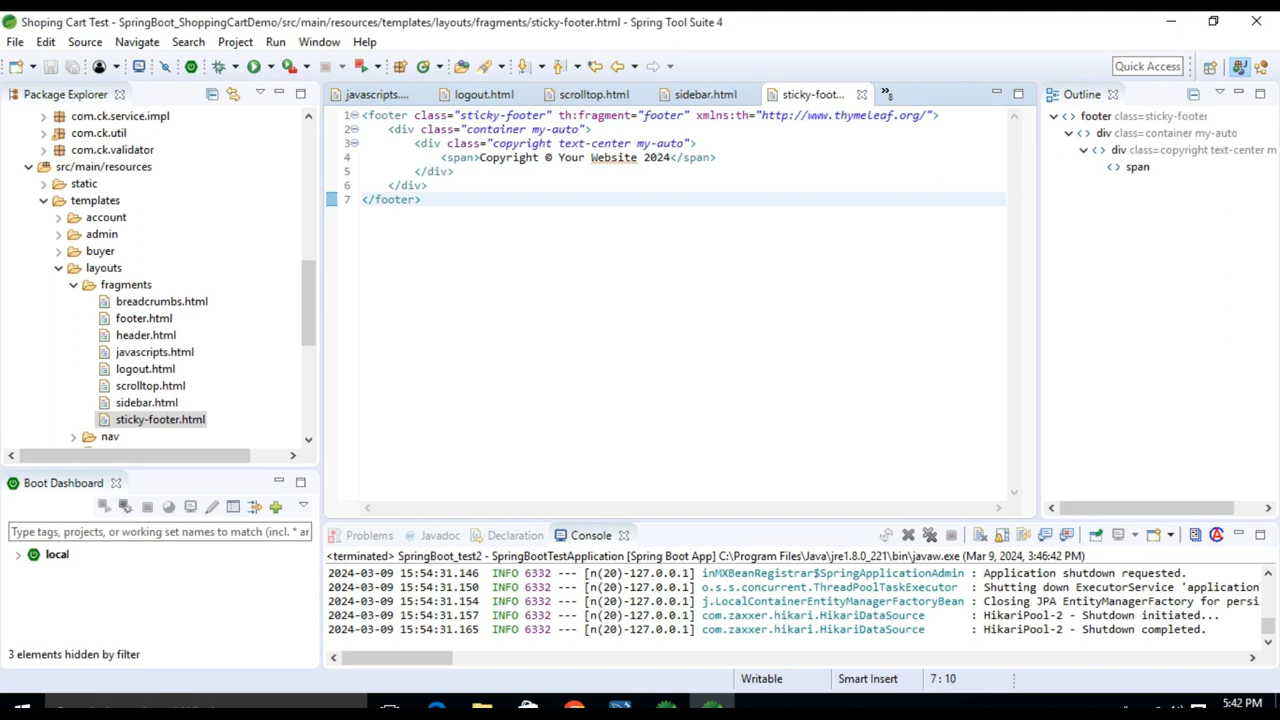 Shoping Cart Test - SpringBoot_ShoppingCartDemo/src/main/resources/templates/layouts/fragments/sticky-footer.html - Spring Tool Suite 4
File Edit Source Navigate Search Project Run Window Help
Quick Access
Package Explorer
com.ck.service.impl
com.ck.util
com.ck.validator
src/main/resources
static
templates
account
admin
buyer
layouts
fragments
breadcrumbs.html
footer.html
header.html
javascripts.html
logout.html
scrolltop.html
sidebar.html
sticky-footer.html
nav
javascripts.... logout.html scrolltop.html sidebar.html sticky-foot... »8
1 <footer class="sticky-footer" th:fragment="footer" xmlns:th="http://www.thymeleaf.org/">
2 <div class="container my-auto">
3 <div class="copyright text-center my-auto">
4 <span>Copyright © Your Website 2024</span>
5 </div>
6 </div>
7 </footer>
Outline
footer class=sticky-footer
div class=container my-auto
div class=copyright text-center m
span
Boot Dashboard
Type tags, projects, or working set names to match (incl. * ar
local
3 elements hidden by filter
Problems Javadoc Declaration Console
<terminated> SpringBoot_test2 - SpringBootTestApplication [Spring Boot App] C:\Program Files\Java\jre1.8.0_221\bin\javaw.exe (Mar 9, 2024, 3:46:42 PM)
2024-03-09 15:54:31.146 INFO 6332 --- [n(20)-127.0.0.1] inMXBeanRegistrar$SpringApplicationAdmin : Application shutdown requested.
2024-03-09 15:54:31.150 INFO 6332 --- [n(20)-127.0.0.1] o.s.s.concurrent.ThreadPoolTaskExecutor : Shutting down ExecutorService 'application
2024-03-09 15:54:31.154 INFO 6332 --- [n(20)-127.0.0.1] j.LocalContainerEntityManagerFactoryBean : Closing JPA EntityManagerFactory for persi
2024-03-09 15:54:31.157 INFO 6332 --- [n(20)-127.0.0.1] com.zaxxer.hikari.HikariDataSource : HikariPool-2 - Shutdown initiated...
2024-03-09 15:54:31.165 INFO 6332 --- [n(20)-127.0.0.1] com.zaxxer.hikari.HikariDataSource : HikariPool-2 - Shutdown completed.
Writable Smart Insert 7 : 10
5:42 PM